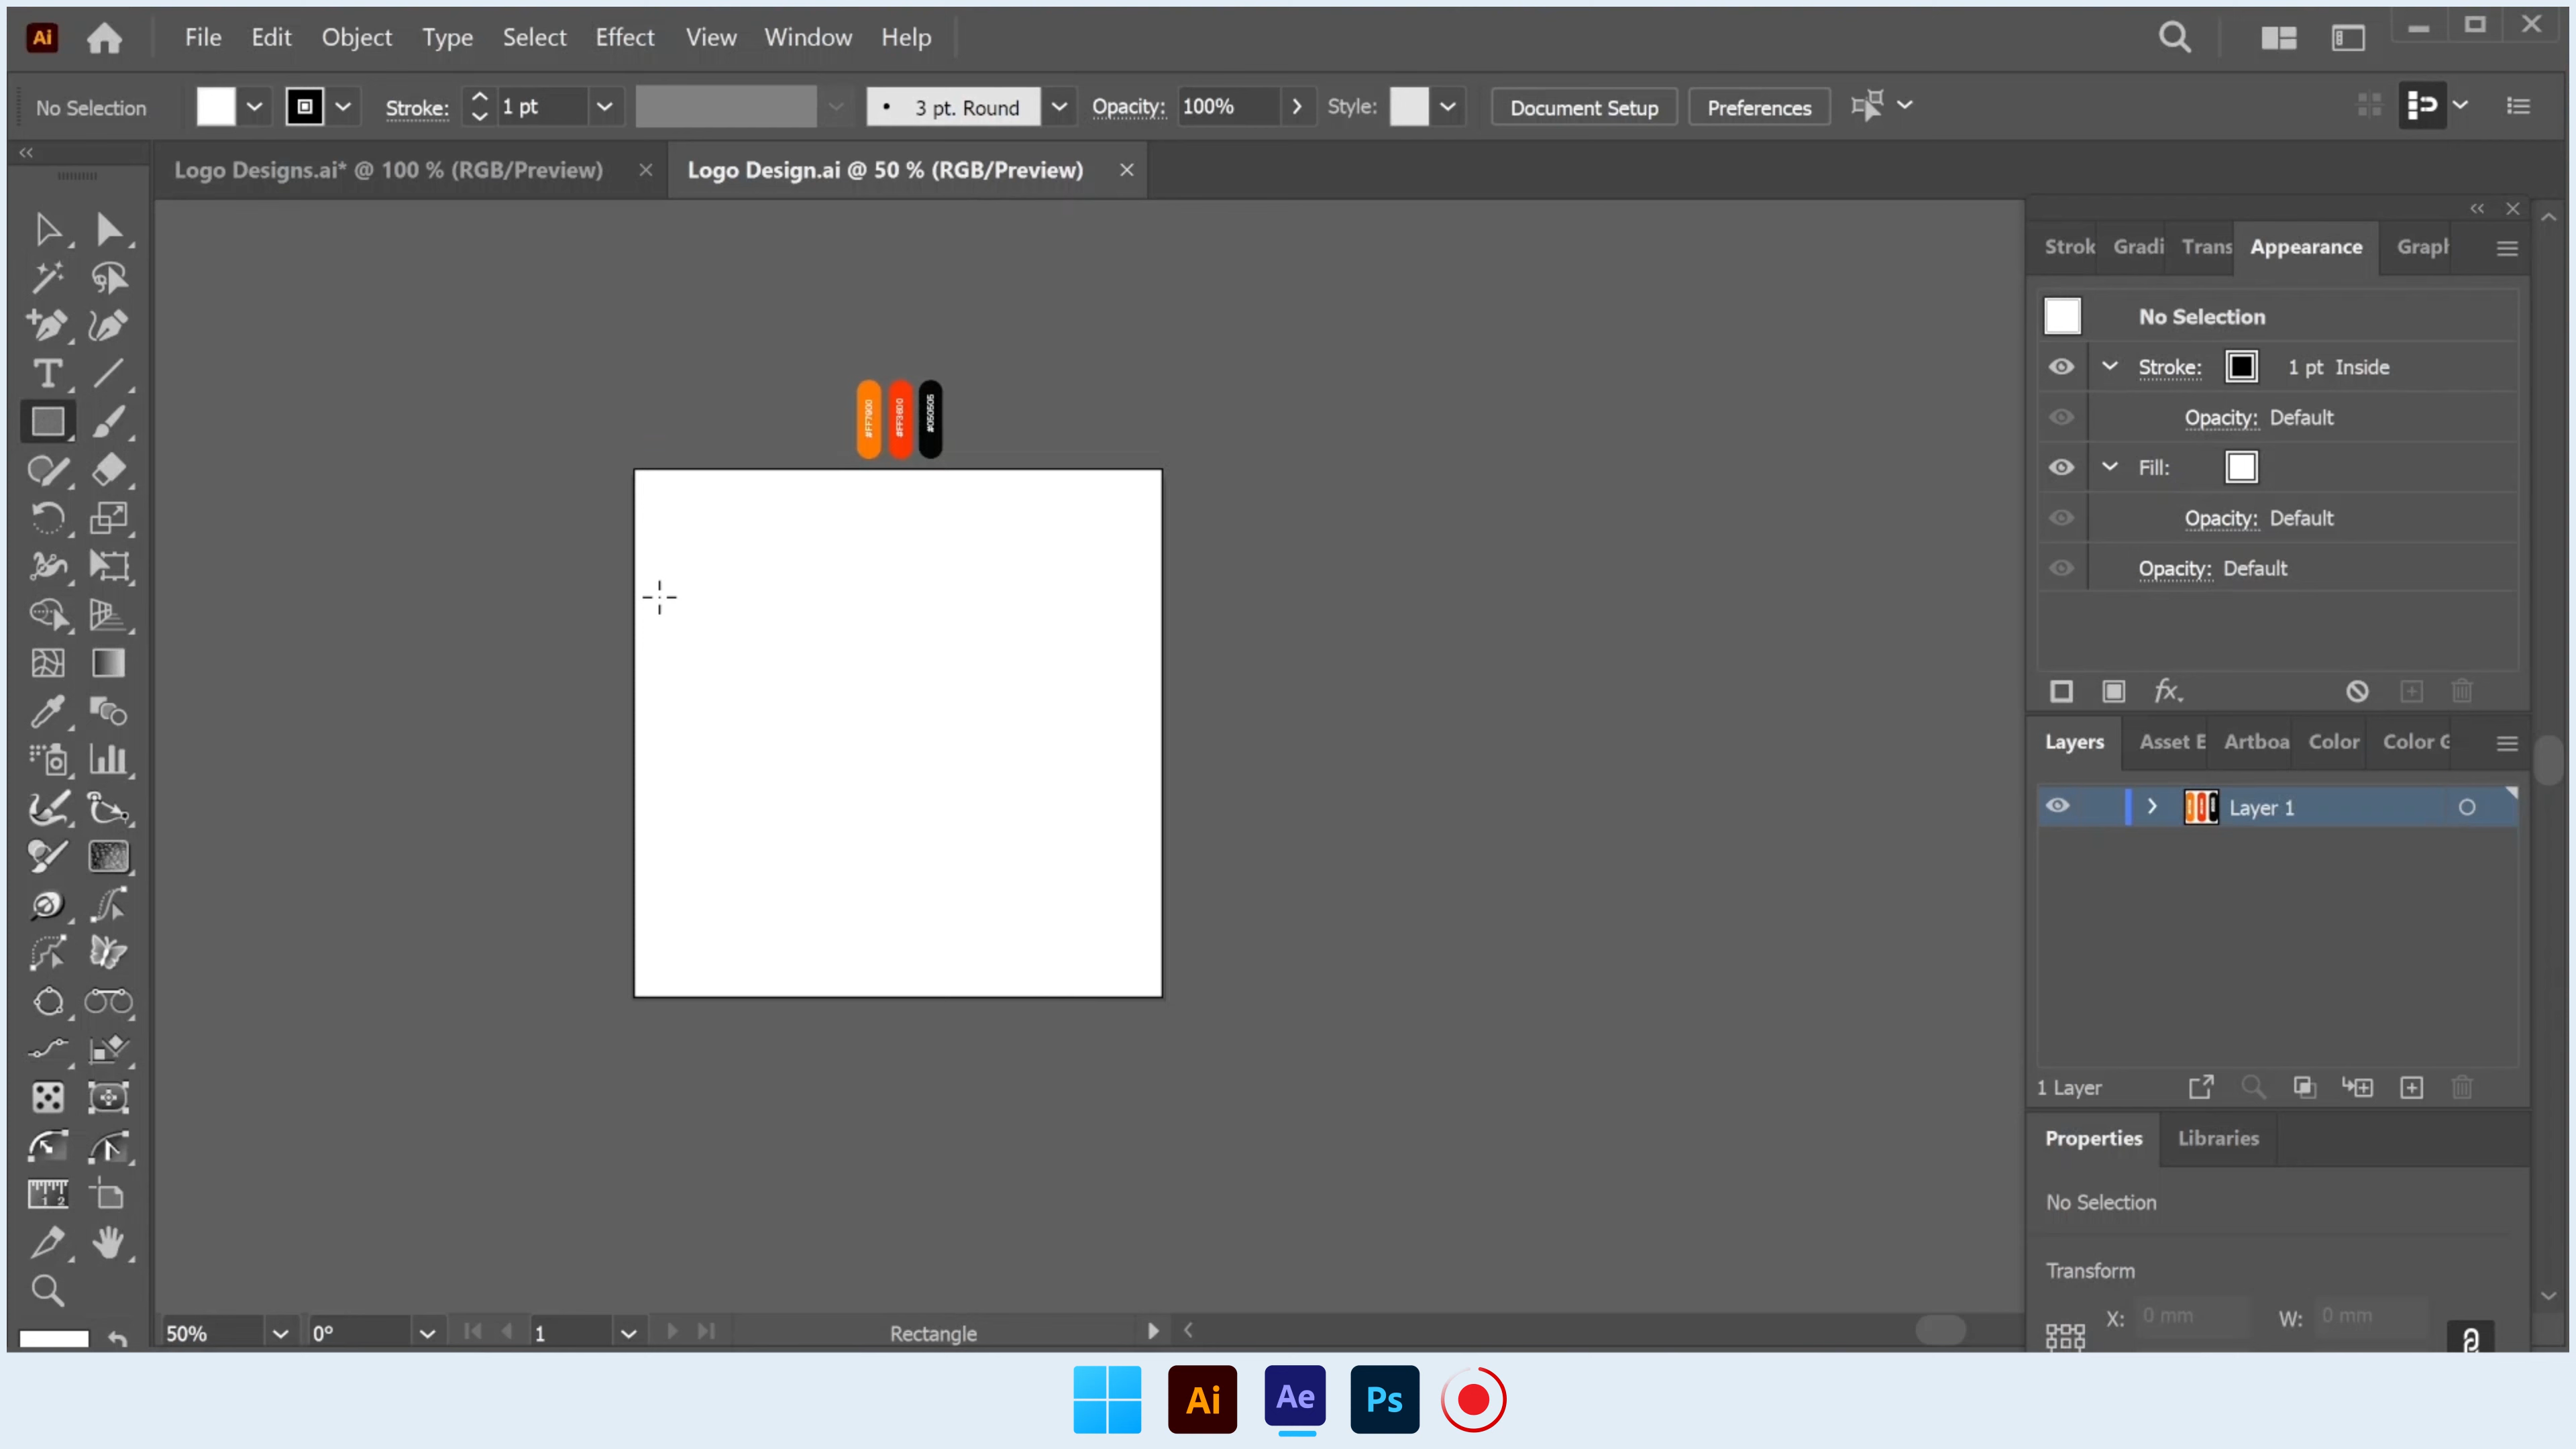 Ai File Edit Object Type Select Effect View Window Help
No Selection Stroke: 1 pt 3 pt. Round Opacity: 100% Style: Document Setup Preferences
Logo Designs.ai* @ 100 % (RGB/Preview) Logo Design.ai @ 50 % (RGB/Preview)
Strok Gradi Trans Appearance Graph
No Selection
Stroke: 1 pt Inside
Opacity: Default
Fill:
Opacity: Default
Opacity: Default
#FF7900
#FF3600
#050505
Layers Asset E Artboa Color Color G
Layer 1
1 Layer
Properties Libraries
No Selection
Transform
X: 0 mm W: 0 mm
50% 0° 1 Rectangle
Ai Ae Ps